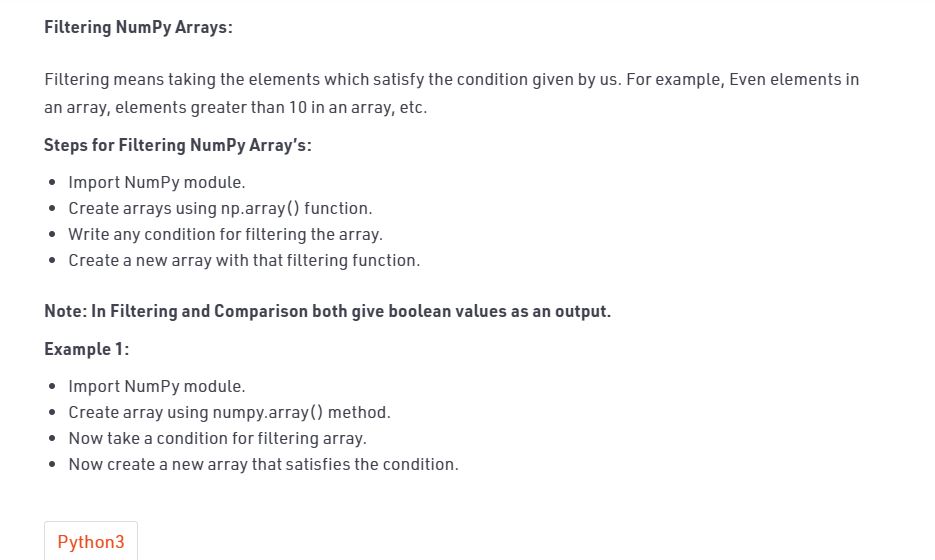 Filtering NumPy Arrays:
Filtering means taking the elements which satisfy the condition given by us. For example, Even elements in
an array, elements greater than 10 in an array, etc.
Steps for Filtering NumPy Array's:
• Import NumPy module.
• Create arrays using np.array() function.
• Write any condition for filtering the array.
• Create a new array with that filtering function.
Note: In Filtering and Comparison both give boolean values as an output.
Example 1:
• Import NumPy module.
• Create array using numpy.array() method.
• Now take a condition for filtering array.
• Now create a new array that satisfies the condition.
Python3